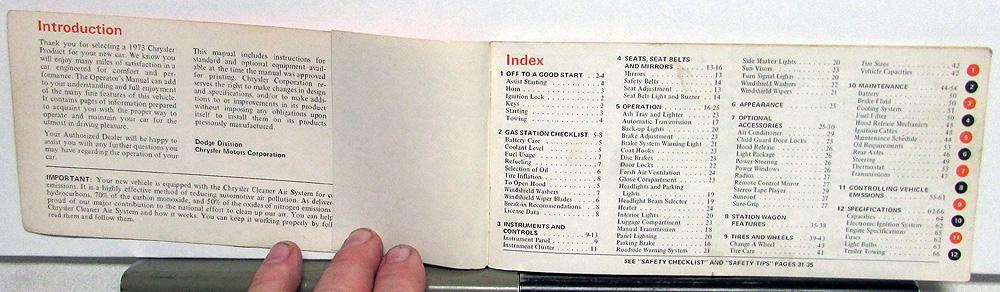 Introduction
Thank you for selecting a 1973 Chrysler
Product for your new car. We know you
will enjoy many miles of satisfaction in a
car engineered for comfort and per-
formance. The Operator's Manual can add
to your understanding and full enjoyment
of the many fine features of this vehicle.
It contains pages of information prepared
to acquaint you with the proper way to
operate and maintain your car for the
utmost in driving pleasure.
Your Authorized Dealer will be happy to
assist you with any further questions you
may have regarding the operation of your
car.
This manual includes instructions for
standard and optional equipment avail-
able at the time the manual was approved
for printing. Chrysler Corporation re-
serves the right to make changes in design
and specifications, and/or to make addi-
tions to or improvements in its product
without imposing any obligations upon
itself to install them on its products
previously manufactured.
Dodge Division
Chrysler Motors Corporation
IMPORTANT: Your new vehicle is equipped with the Chrysler Cleaner Air System for
emissions. It is a highly effective method of reducing automotive air pollution. As
hydrocarbons, 70% of the carbon monoxide, and 50% of the oxides of nitrogen
proud of our major contribution to the national effort to clean up our air. You can
Chrysler Cleaner Air System and how it works. You can keep it working properly by
read them and follow them.
Index
1 OFF TO A GOOD START . 2-4
Assist Starting 4
Horn 3
Ignition Lock 2
Keys 2
Starting
Towing 4
2 GAS STATION CHECKLIST 5-8
Battery Care 5
Coolant Level
Fuel Usage 7
Refueling 7
Selection of Oil 6
Tire Inflation 8
To Open Hood 5
Windshield Washers 7
Windshield Wiper Blades
Break-in Recommendations 8
License Data 8
3 INSTRUMENTS AND
CONTROLS 9-13
Instrument Panel 9
Instrument Cluster 11
4 SEATS, SEAT BELTS
AND MIRRORS 13-16
Mirrors 13
Safety Belts 14
Seat Adjustment 13
Seat Belt Light and Buzzer 14
5 OPERATION 16-25
Ash Tray and Lighter 23
Automatic Transmission 17
Back-up Lights 20
Brake Adjustment 23
Brake System Warning Light 21
Coat Hooks 23
Disc Brakes 23
Door Locks 22
Fresh Air Ventilation 24
Glove Compartment 23
Headlights and Parking
Lights 19
Headlight Beam Selector 19
Heater 24
Interior Lights 20
Luggage Compartment 23
Manual Transmission 18
Panel Lighting 20
Parking Brake 16
Roadside Warning System 21
Side Marker Lights 20
Sun Visors 23
Turn Signal Lights 20
Windshield Washers 22
Windshield Wipers 21
6 APPEARANCE 25
7 OPTIONAL
ACCESSORIES 25-30
Air Conditioning 29
Child Guard Door Locks 25
Hood Release 26
Light Package 26
Power Steering 26
Power Windows 26
Radios 27
Remote Control Mirror 27
Stereo Tape Player 29
Sunroof 27
Sure-Grip 27
8 STATION WAGON
FEATURES 35-38
9 TIRES AND WHEELS 39-43
Change A Wheel 43
Tire Care 41
Tire Sizes 42
Vehicle Capacities 42
10 MAINTENANCE 44-54
Battery 50
Brake Fluid 50
Cooling System 51
Fuel Filter 50
Hood Release Mechanism
Ignition Cables 45
Maintenance Schedule 44
Oil Requirements 53
Rear Axles 46
Steering 49
Thermostat 53
Transmissions 47
11 CONTROLLING VEHICLE
EMISSIONS 55-61
12 SPECIFICATIONS 62-66
Capacities 64
Electronic Ignition System 62
Engine Specifications 63
Fuses 62
Light Bulbs 63
Trailer Towing 66
SEE "SAFETY CHECKLIST" AND "SAFETY TIPS" PAGES 31-35
1
2
3
4
5
6
7
8
9
10
11
12